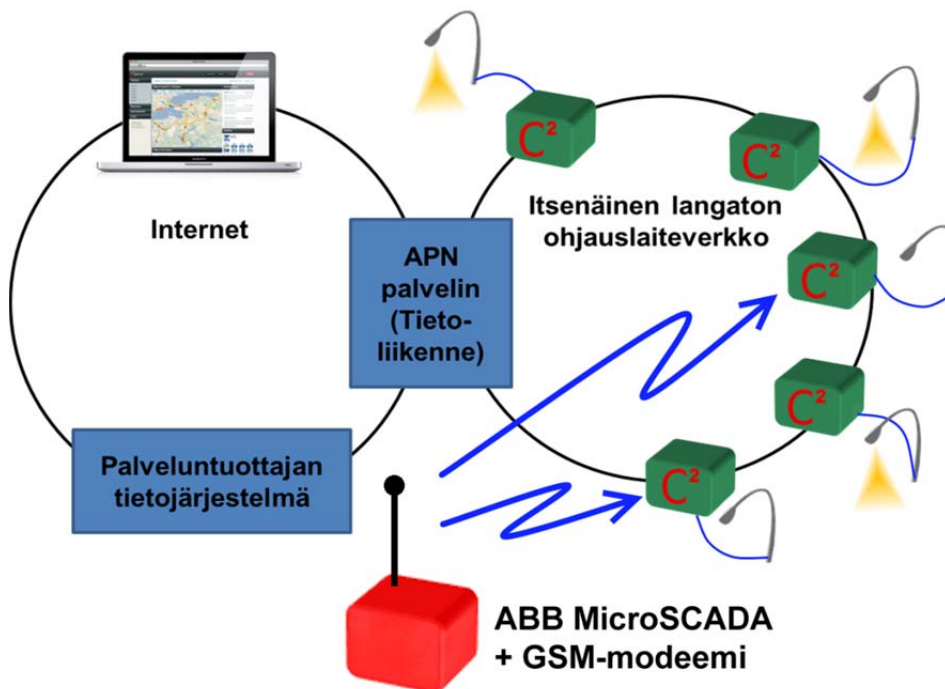 C²
C²
Itsenäinen langaton
ohjauslaiteverkko
Internet
APN
palvelin
(Tieto-
liikenne)
C²
C²
Palveluntuottajan
tietojärjestelmä
C²
ABB MicroSCADA
+ GSM-modeemi